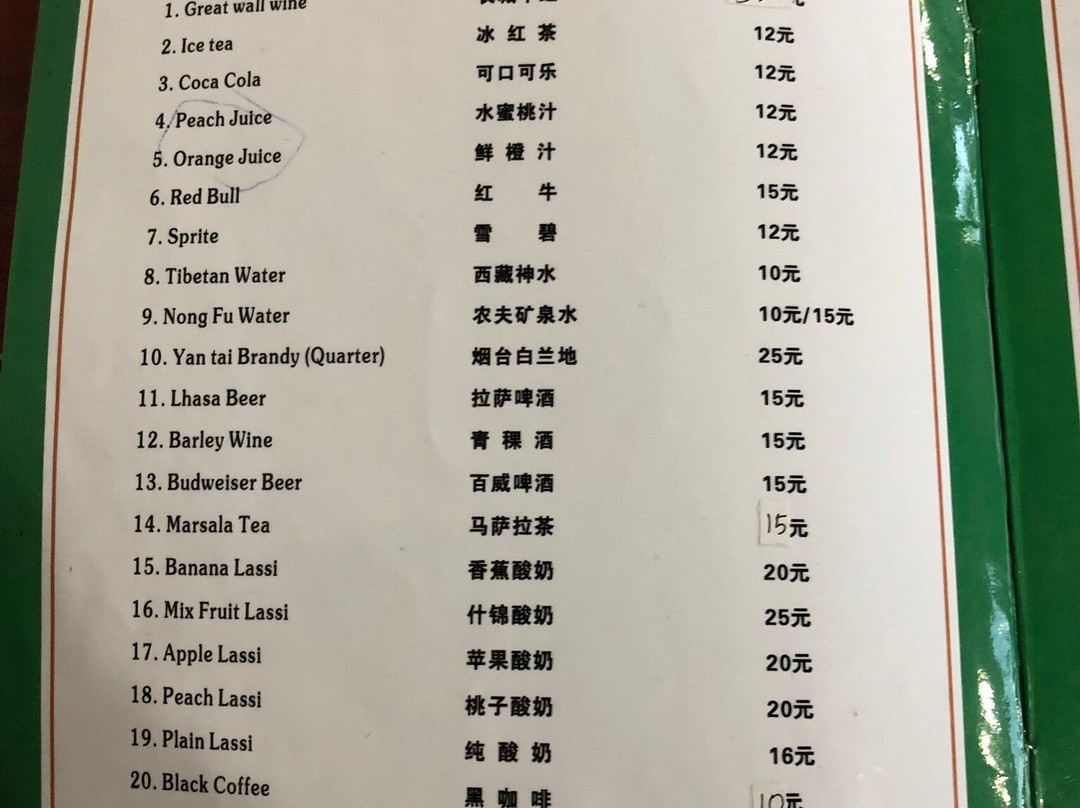 1. Great wall wine
2. Ice tea 冰红茶 12元
3. Coca Cola 可口可乐 12元
4. Peach Juice 水蜜桃汁 12元
5. Orange Juice 鲜橙汁 12元
6. Red Bull 红牛 15元
7. Sprite 雪碧 12元
8. Tibetan Water 西藏神水 10元
9. Nong Fu Water 农夫矿泉水 10元/15元
10. Yan tai Brandy (Quarter) 烟台白兰地 25元
11. Lhasa Beer 拉萨啤酒 15元
12. Barley Wine 青稞酒 15元
13. Budweiser Beer 百威啤酒 15元
14. Marsala Tea 马萨拉茶 15元
15. Banana Lassi 香蕉酸奶 20元
16. Mix Fruit Lassi 什锦酸奶 25元
17. Apple Lassi 苹果酸奶 20元
18. Peach Lassi 桃子酸奶 20元
19. Plain Lassi 纯酸奶 16元
20. Black Coffee 黑咖啡 10元